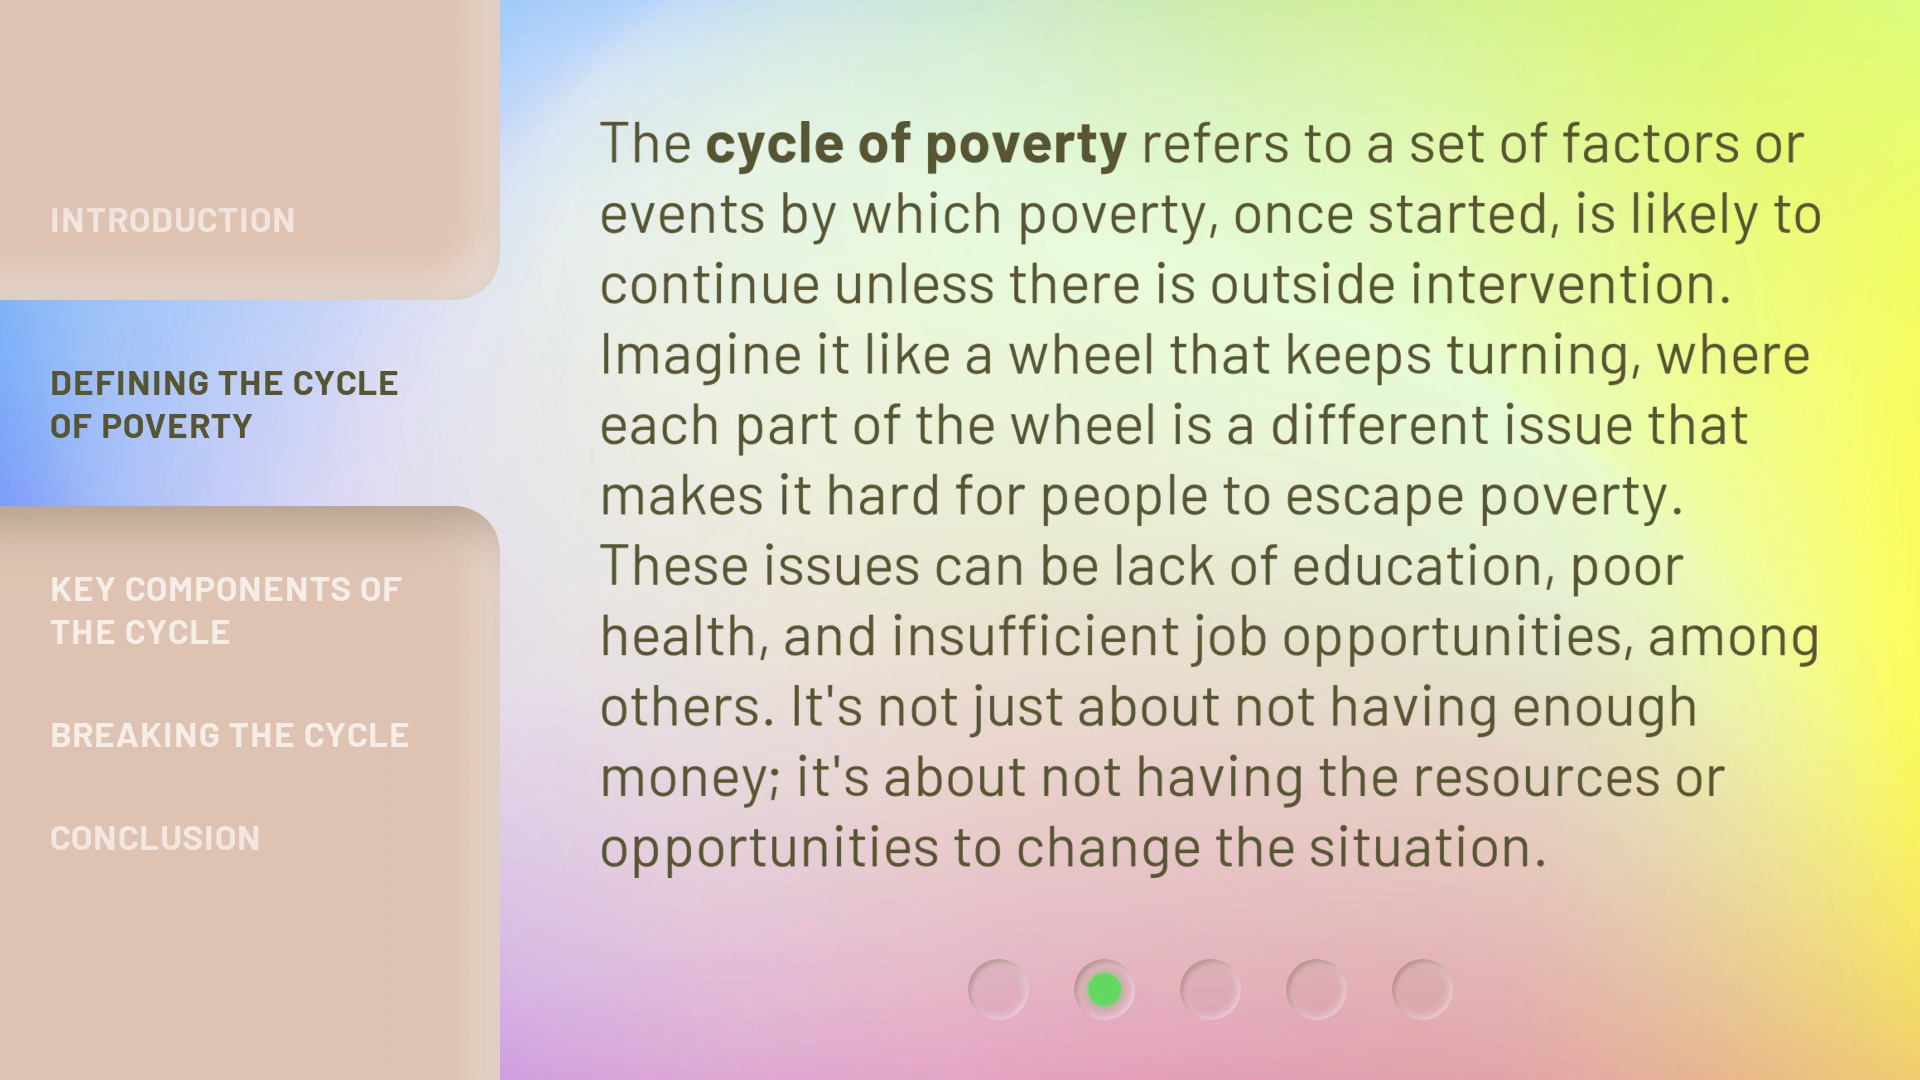 INTRODUCTION
DEFINING THE CYCLE
OF POVERTY
KEY COMPONENTS OF
THE CYCLE
BREAKING THE CYCLE
CONCLUSION
The cycle of poverty refers to a set of factors or
events by which poverty, once started, is likely to
continue unless there is outside intervention.
Imagine it like a wheel that keeps turning, where
each part of the wheel is a different issue that
makes it hard for people to escape poverty.
These issues can be lack of education, poor
health, and insufficient job opportunities, among
others. It's not just about not having enough
money; it's about not having the resources or
opportunities to change the situation.